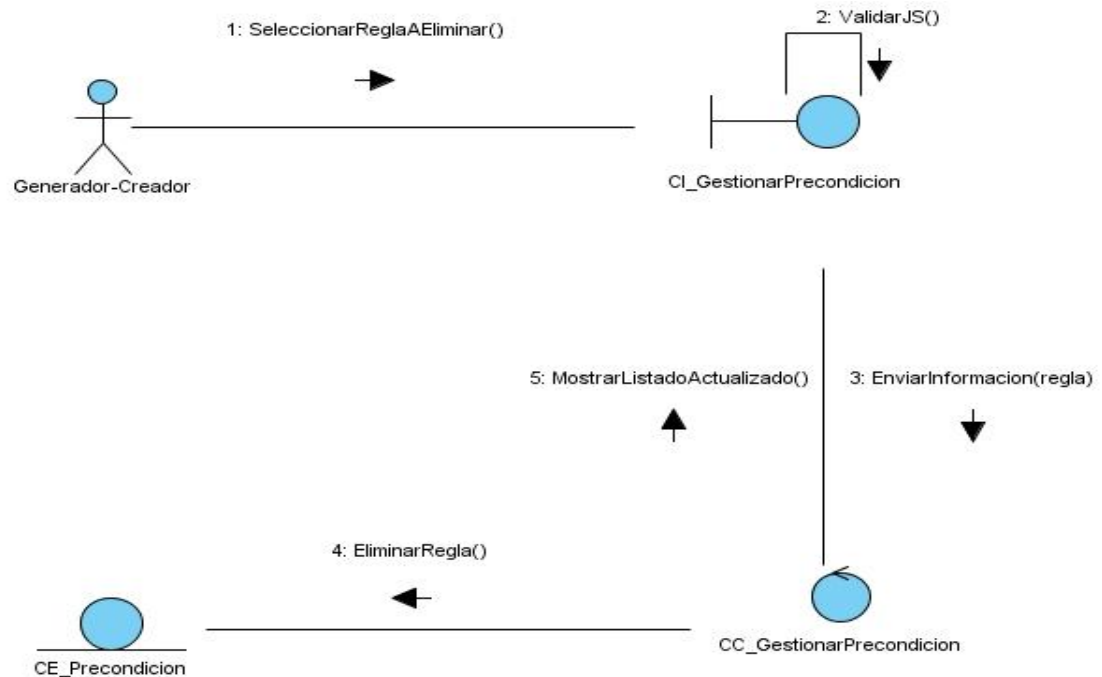 2: ValidarJS()
1: SeleccionarReglaAEliminar()
Generador-Creador
CI_GestionarPrecondicion
5: MostrarListadoActualizado()
3: EnviarInformacion(regla)
4: EliminarRegla()
CC_GestionarPrecondicion
CE_Precondicion